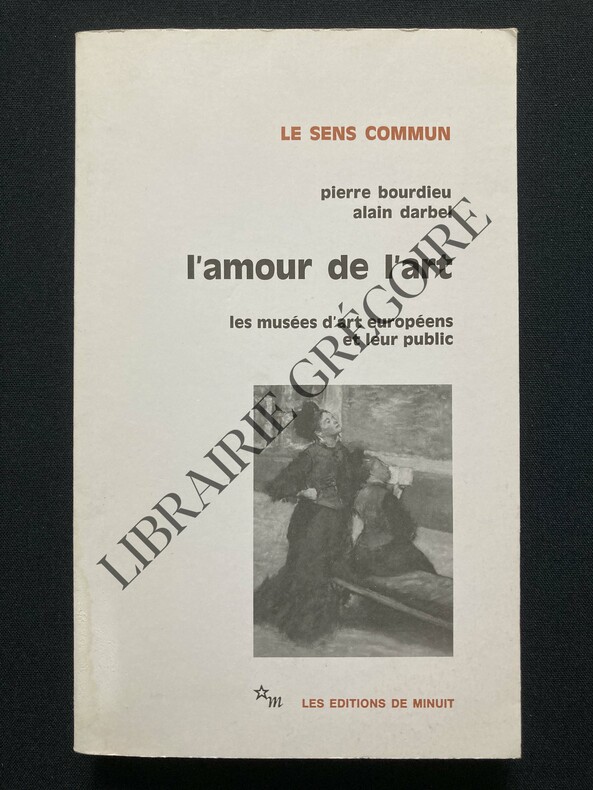 LE SENS COMMUN
pierre bourdieu
alain darbel
l'amour de l'art
les musées d'art européens
et leur public
LIBRAIRIE GRÉGOIRE
m LES EDITIONS DE MINUIT